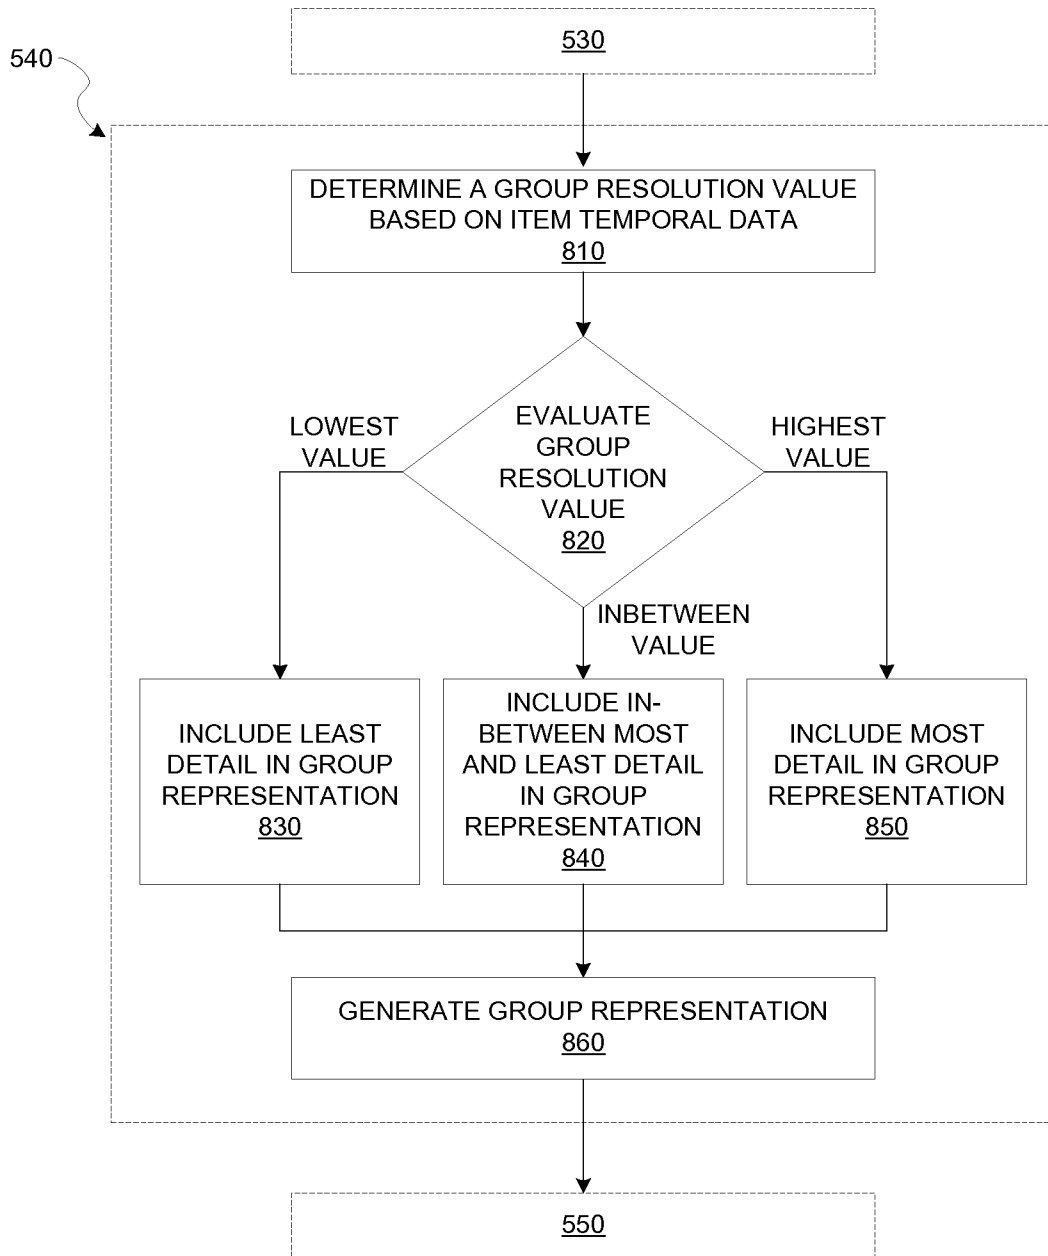 530
540
DETERMINE A GROUP RESOLUTION VALUE
BASED ON ITEM TEMPORAL DATA
810
LOWEST
VALUE
EVALUATE
GROUP
RESOLUTION
VALUE
820
HIGHEST
VALUE
INBETWEEN
VALUE
INCLUDE LEAST
DETAIL IN GROUP
REPRESENTATION
830
INCLUDE IN-
BETWEEN MOST
AND LEAST DETAIL
IN GROUP
REPRESENTATION
840
INCLUDE MOST
DETAIL IN GROUP
REPRESENTATION
850
GENERATE GROUP REPRESENTATION
860
550